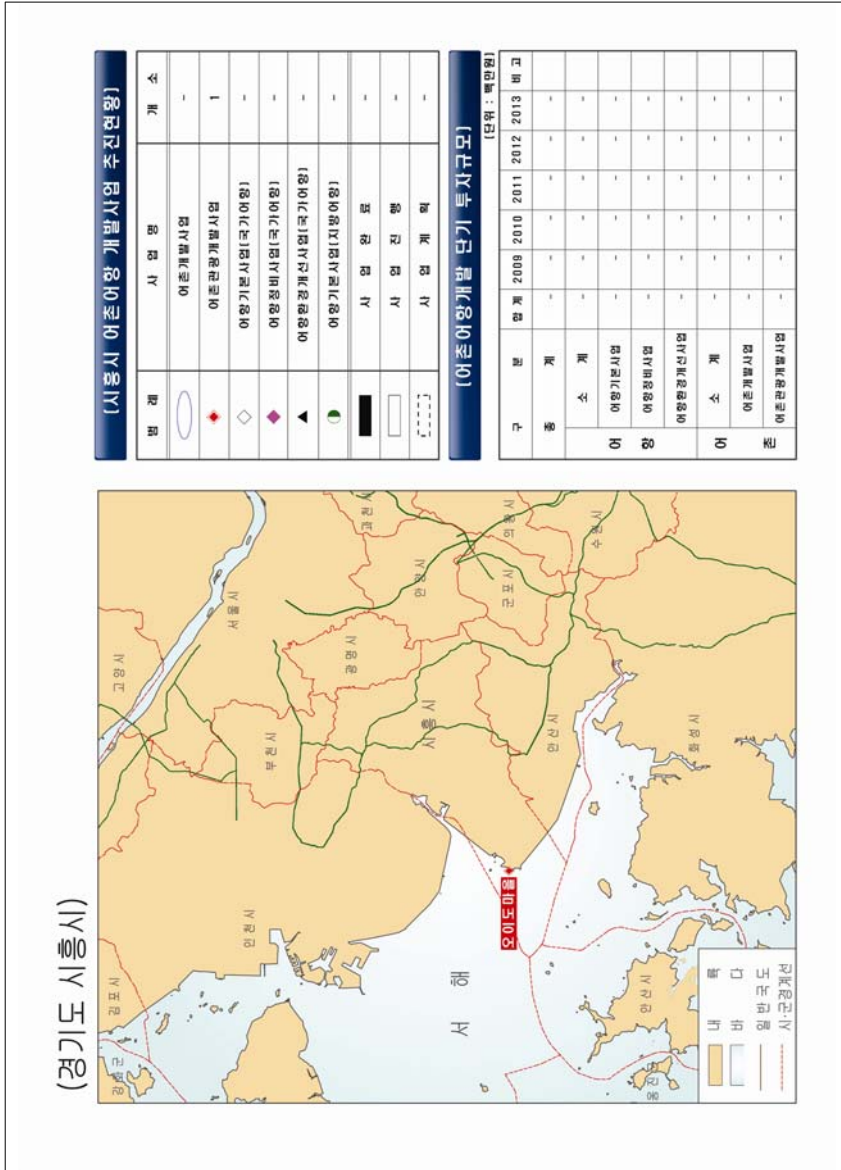 (경기도 시흥시)
강화군
김포시
고양시
인천시
서울시
부천시
광명시
과천시
안양시
시흥시
군포시
의왕시
수원시
안산시
화성시
서 해
오이도마을
안산시
옹진군
내 륙
바 다
일반국도
시·군경계선
(시흥시 어촌어항 개발사업 추진현황)
범 례 사 업 명 개 소
어촌개발사업 -
어촌관광개발사업 1
어항기본사업(국가어항) -
어항정비사업(국가어항) -
어항환경개선사업(국가어항) -
어항기본사업(지방어항) -
사 업 완 료 -
사 업 진 행 -
사 업 계 획 -
(어촌어항개발 단기 투자규모)
(단위 : 백만원)
구 분 합계 2009 2010 2011 2012 2013 비 고
총 계 - - - - - -
어 항 소 계 - - - - - -
어항기본사업 - - - - - -
어항정비사업 - - - - - -
어항환경개선사업 - - - - - -
어 촌 소 계 - - - - - -
어촌개발사업 - - - - - -
어촌관광개발사업 - - - - - -